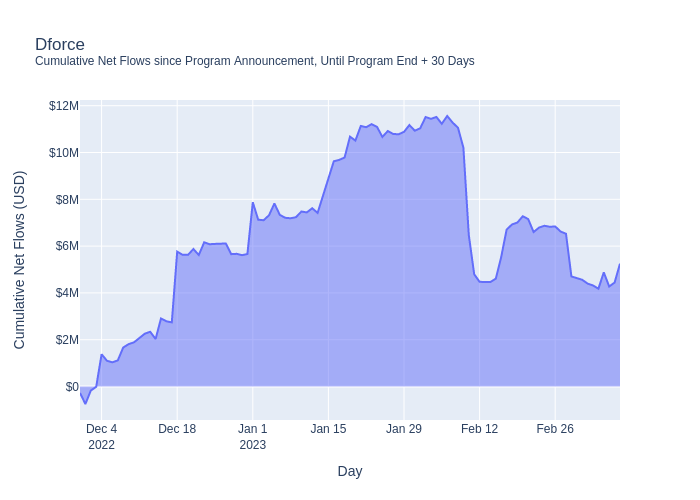 Dforce
Cumulative Net Flows since Program Announcement, Until Program End + 30 Days
Cumulative Net Flows (USD)
$12M
$10M
$8M
$6M
$4M
$2M
$0
Dec 4 Dec 18 Jan 1 Jan 15 Jan 29 Feb 12 Feb 26
2022 2023
Day